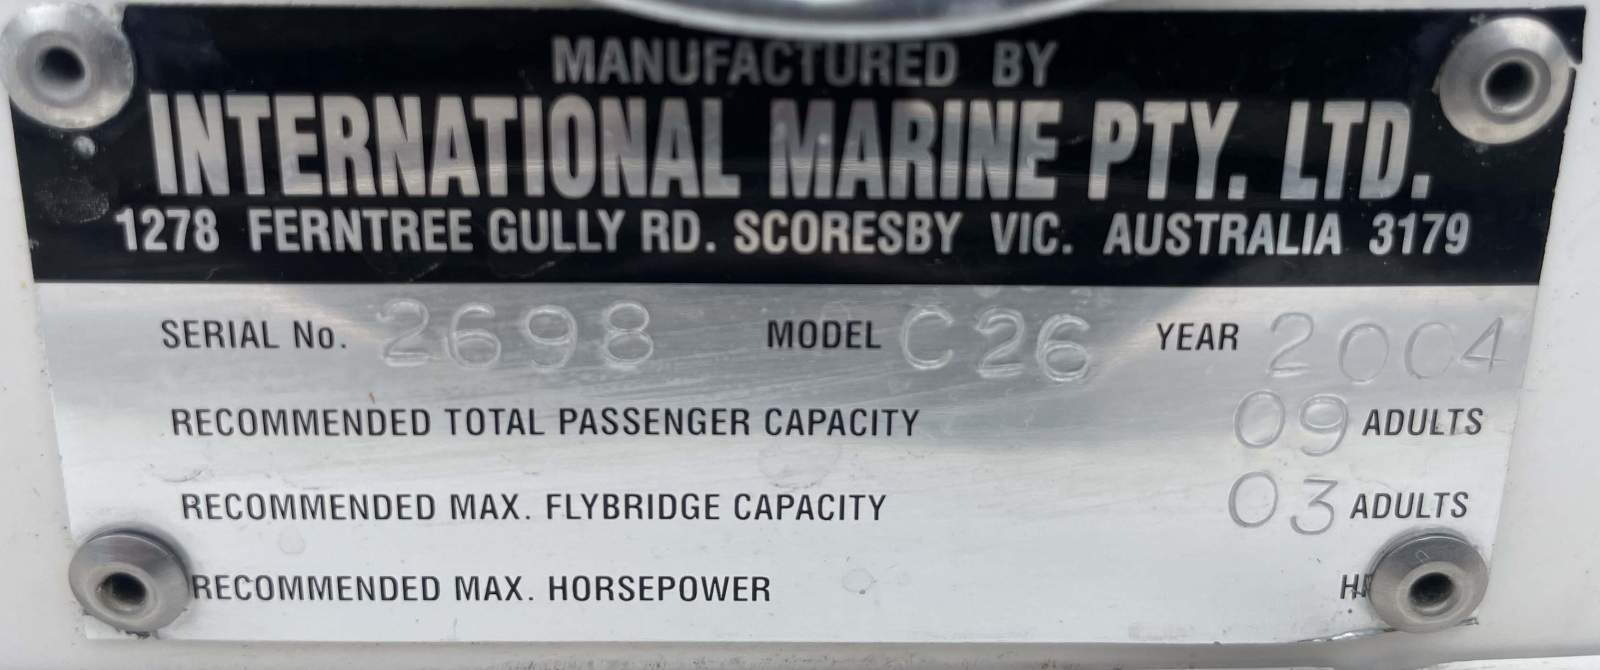 MANUFACTURED BY
INTERNATIONAL MARINE PTY. LTD.
1278 FERNTREE GULLY RD. SCORESBY VIC. AUSTRALIA 3179
SERIAL No. 2698 MODEL C26 YEAR 2004
RECOMMENDED TOTAL PASSENGER CAPACITY 09 ADULTS
RECOMMENDED MAX. FLYBRIDGE CAPACITY 03 ADULTS
RECOMMENDED MAX. HORSEPOWER